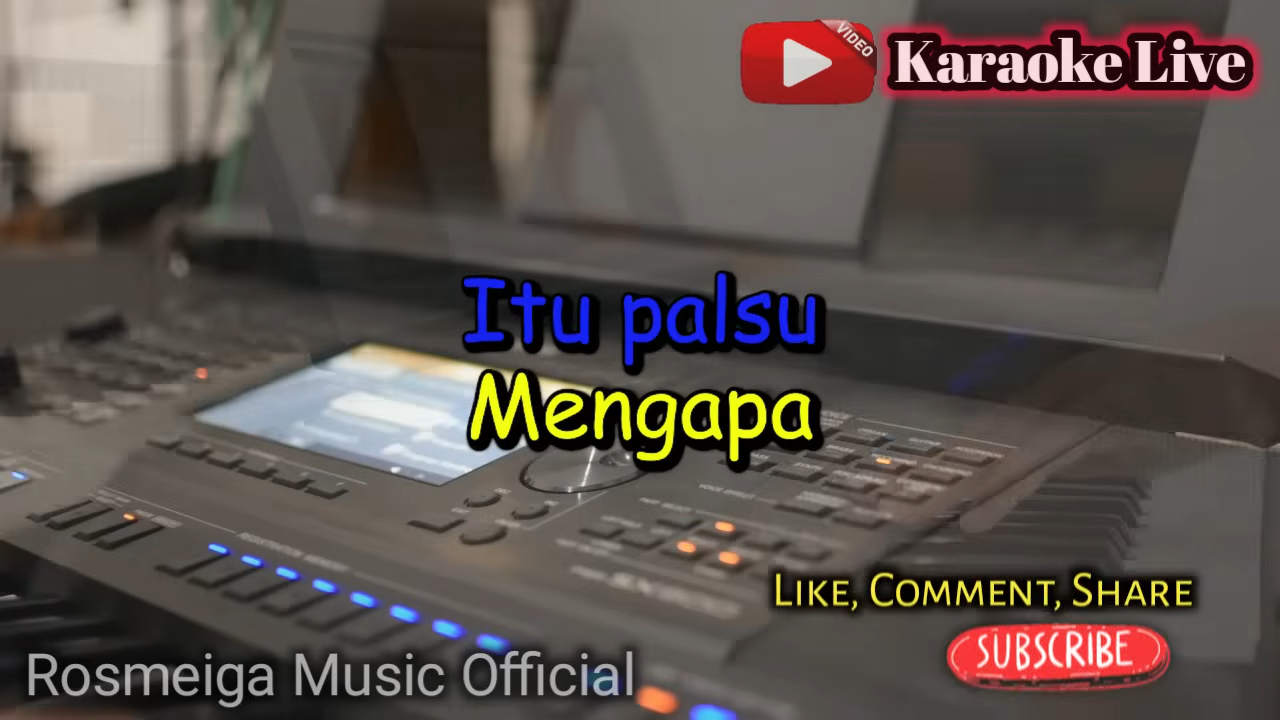 VIDEO
Karaoke Live
Itu palsu
Mengapa
LIKE, COMMENT, SHARE
SUBSCRIBE
Rosmeiga Music Official